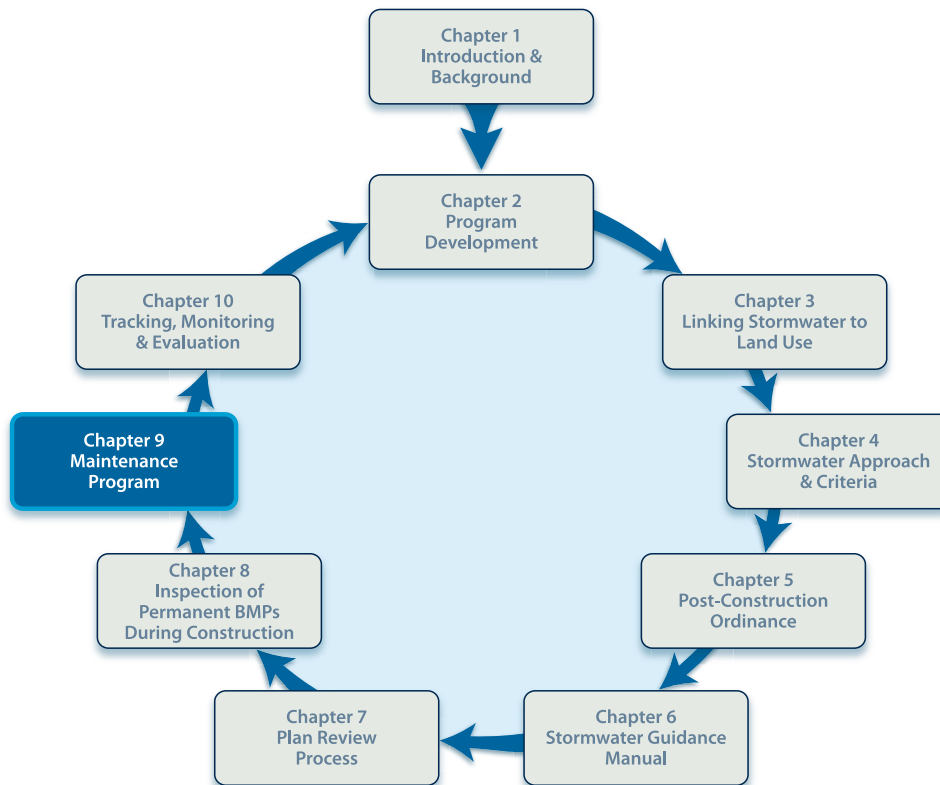 Chapter 1
Introduction &
Background
Chapter 2
Program
Development
Chapter 3
Linking Stormwater to
Land Use
Chapter 4
Stormwater Approach
& Criteria
Chapter 5
Post-Construction
Ordinance
Chapter 6
Stormwater Guidance
Manual
Chapter 7
Plan Review
Process
Chapter 8
Inspection of
Permanent BMPs
During Construction
Chapter 9
Maintenance
Program
Chapter 10
Tracking, Monitoring
& Evaluation